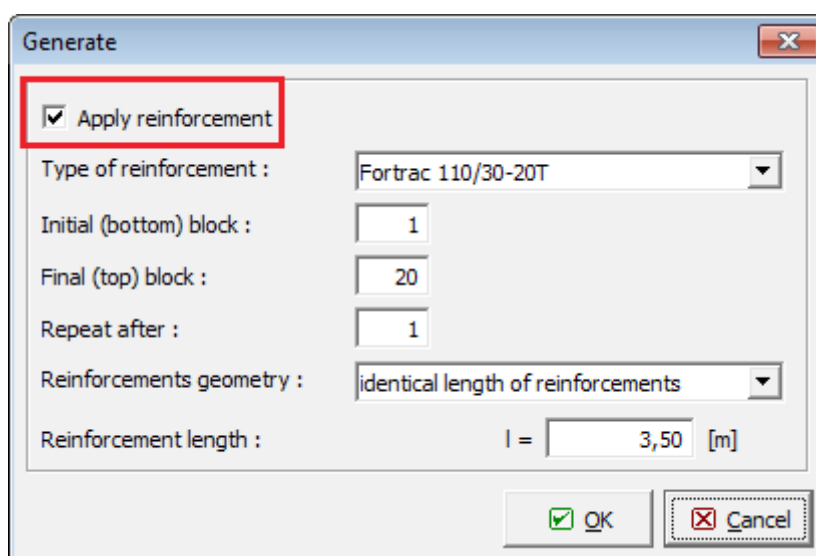 Generate
Apply reinforcement
Type of reinforcement : Fortrac 110/30-20T
Initial (bottom) block : 1
Final (top) block : 20
Repeat after : 1
Reinforcements geometry : identical length of reinforcements
Reinforcement length : l = 3,50 [m]
OK Cancel